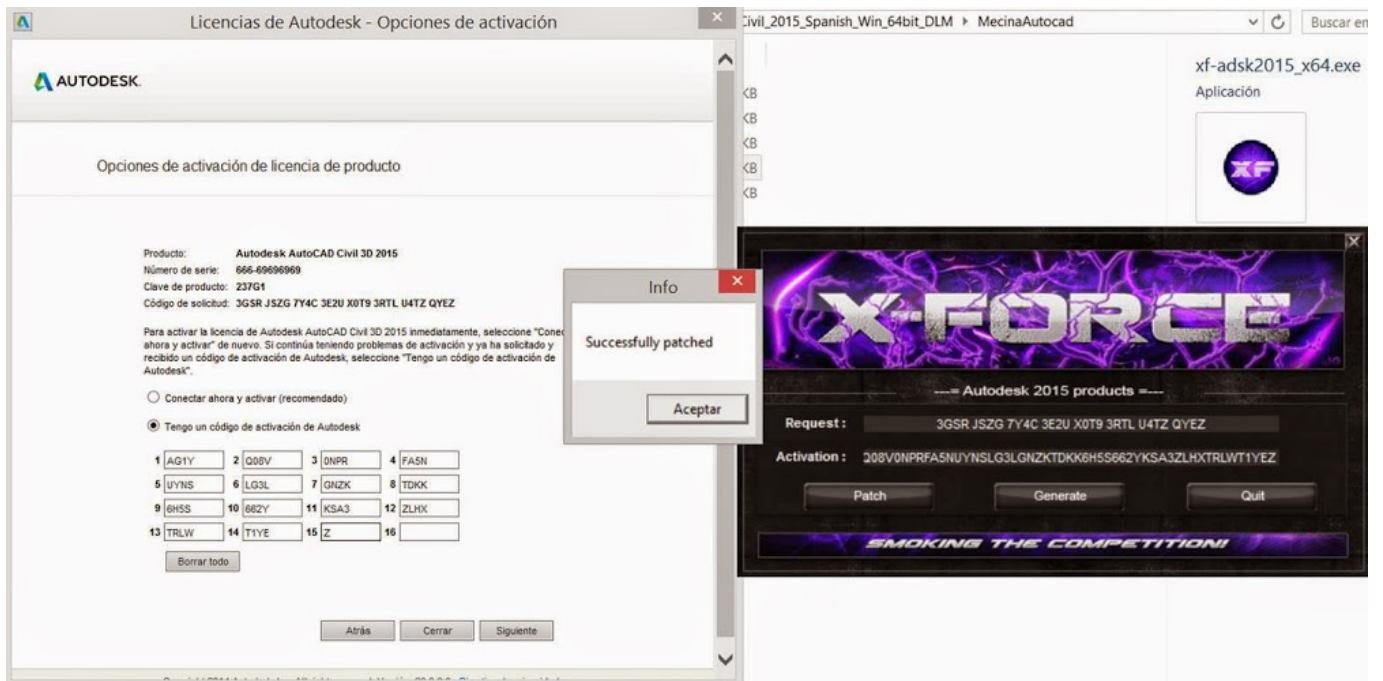 Licencias de Autodesk - Opciones de activación
AUTODESK.
Opciones de activación de licencia de producto
Producto: Autodesk AutoCAD Civil 3D 2015
Número de serie: 666-69696969
Clave de producto: 237G1
Código de solicitud: 3GSR JSZG 7Y4C 3E2U X0T9 3RTL U4TZ QYEZ
Para activar la licencia de Autodesk AutoCAD Civil 3D 2015 inmediatamente, seleccione "Conec
ahora y activar" de nuevo. Si continúa teniendo problemas de activación y ya ha solicitado y
recibido un código de activación de Autodesk, seleccione "Tengo un código de activación de
Autodesk".
Conectar ahora y activar (recomendado)
Tengo un código de activación de Autodesk
1 AG1Y 2 Q08V 3 0NPR 4 FA5N
5 UYNS 6 LG3L 7 GNZK 8 TDKK
9 6H5S 10 662Y 11 KSA3 12 ZLHX
13 TRLW 14 T1YE 15 Z 16
Borrar todo
Atrás Cerrar Siguiente
Info
Successfully patched
Aceptar
Civil_2015_Spanish_Win_64bit_DLM MecinaAutocad
Buscar en
KB
KB
KB
KB
KB
xf-adsk2015_x64.exe
Aplicación
XF
X-FORCE
---= Autodesk 2015 products =---
Request : 3GSR JSZG 7Y4C 3E2U X0T9 3RTL U4TZ QYEZ
Activation : Q08V0NPRFA5NUYNSLG3LGNZKTDKK6H5S662YKSA3ZLHXTRLWT1YEZ
Patch Generate Quit
SMOKING THE COMPETITION!